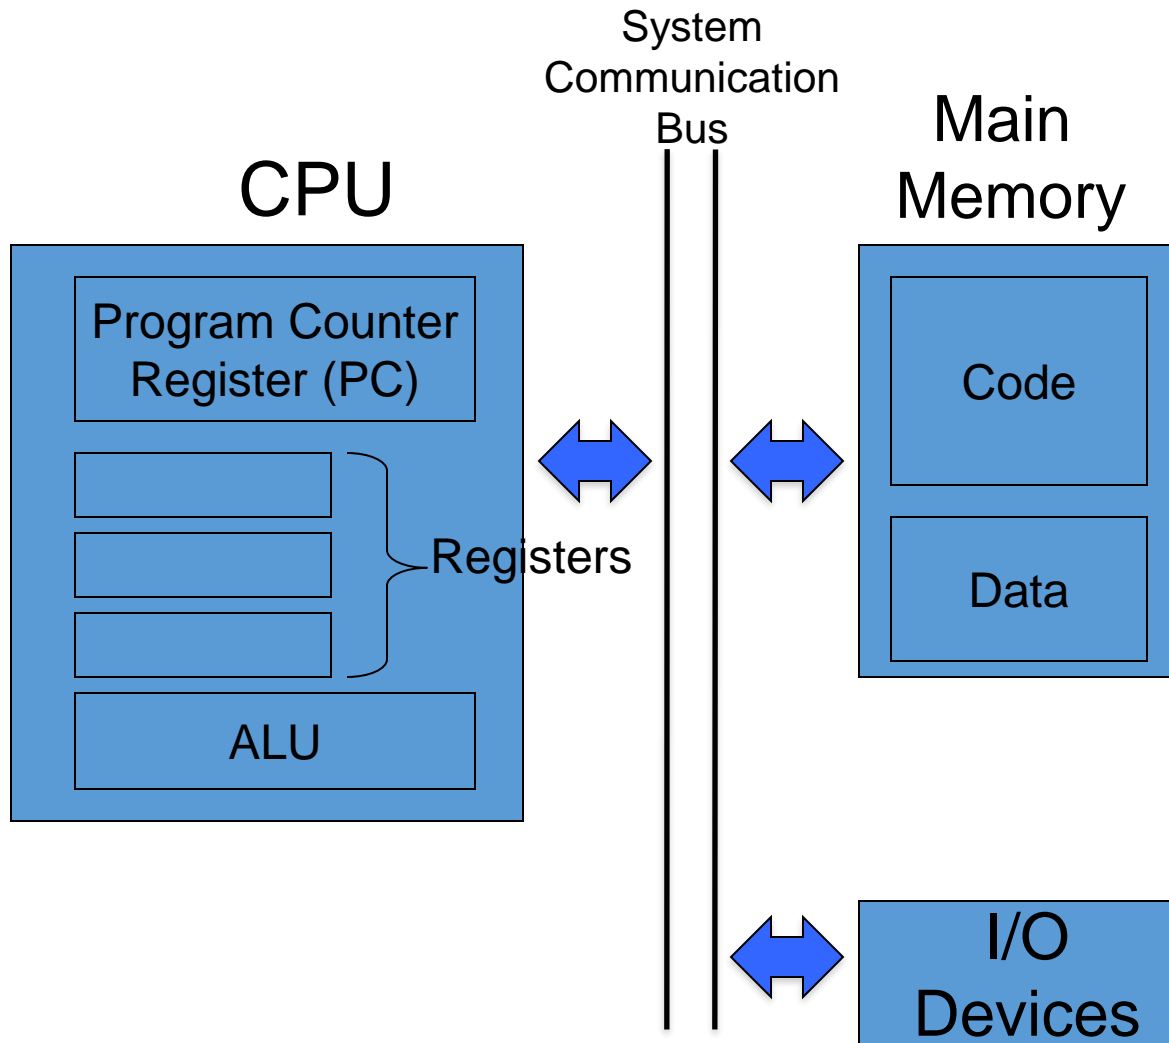 System
Communication
Bus
CPU
Main
Memory
Program Counter
Register (PC)
Registers
ALU
Code
Data
I/O
Devices